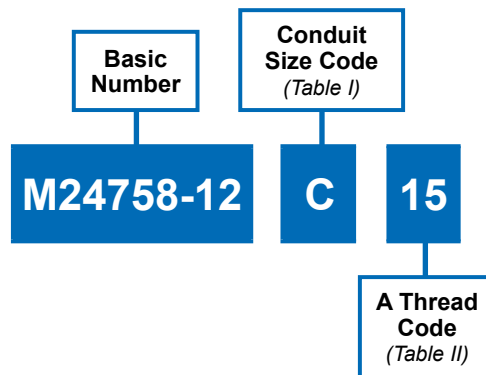 Basic
Number
Conduit
Size Code
(Table I)
M24758-12
C
15
A Thread
Code
(Table II)